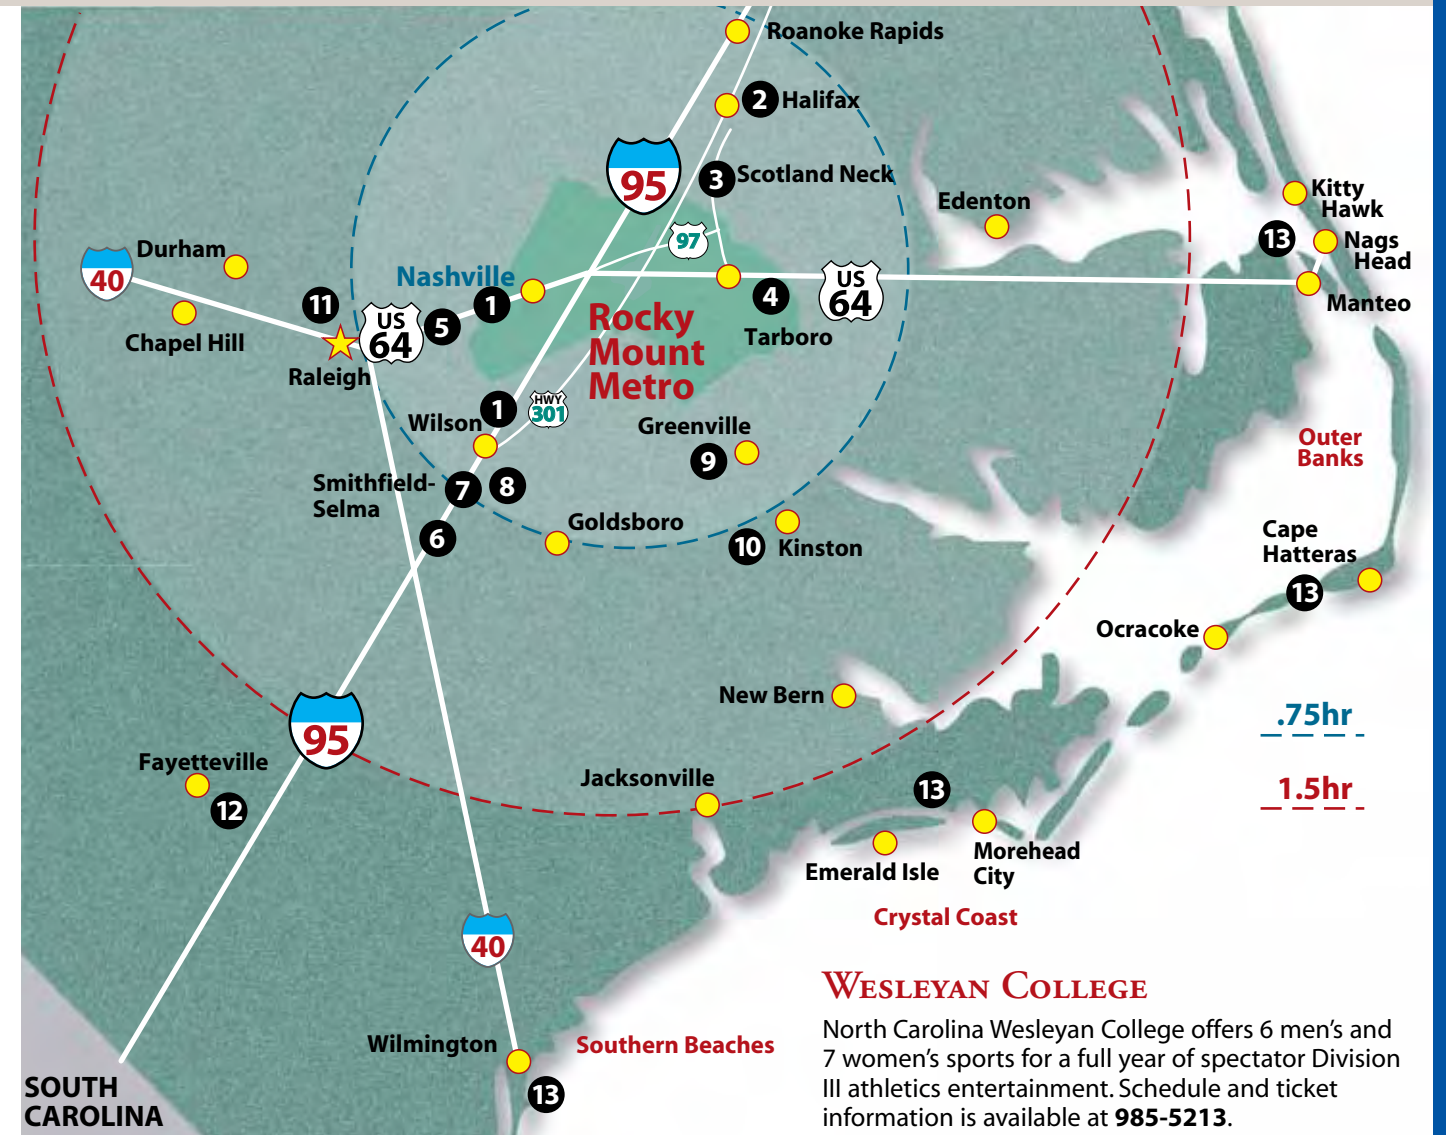 Roanoke Rapids
2 Halifax
95
3 Scotland Neck
Edenton
Kitty
Hawk
97
13
Nags
Head
Durham
40
Nashville
US
64
Manteo
11
1
5
4
US
64
Rocky
Mount
Metro
Tarboro
Chapel Hill
Raleigh
1
HWY
301
Wilson
Greenville
9
Outer
Banks
Smithfield-
Selma
7
8
6
Goldsboro
10
Kinston
Cape
Hatteras
13
Ocracoke
New Bern
.75hr
95
1.5hr
Fayetteville
12
Jacksonville
13
Emerald Isle
Morehead
City
Crystal Coast
40
Wilmington
Southern Beaches
13
SOUTH
CAROLINA
Wesleyan College
North Carolina Wesleyan College offers 6 men's and
7 women's sports for a full year of spectator Division
III athletics entertainment. Schedule and ticket
information is available at 985-5213.